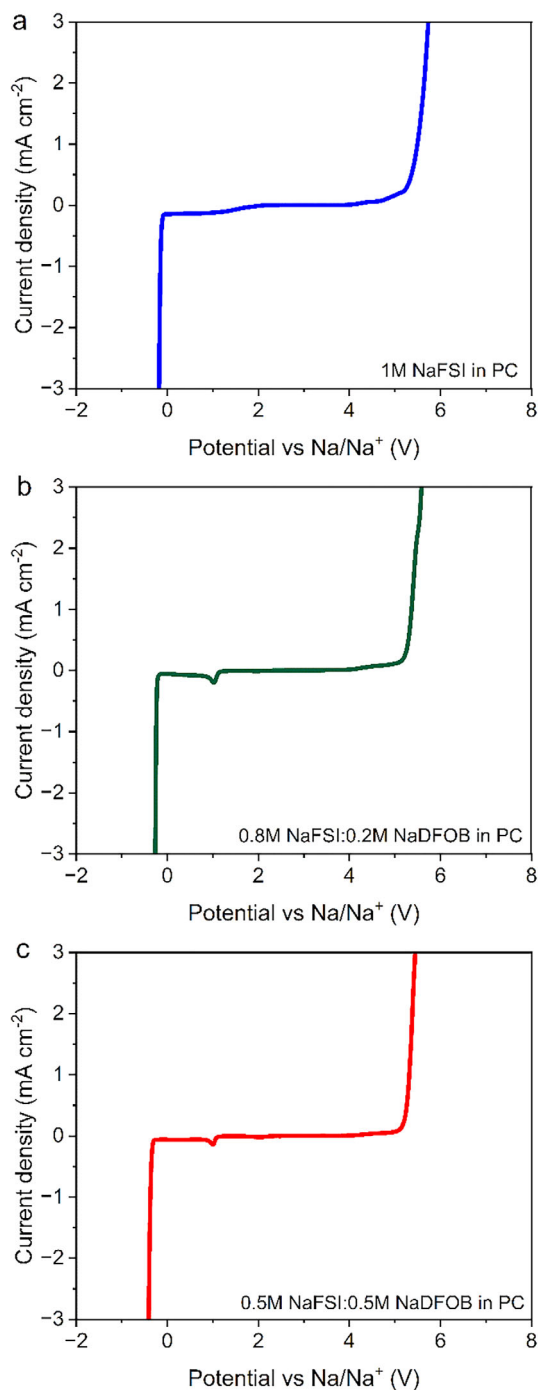 a
3
2
1
0
−1
−2
−3
Current density (mA cm⁻²)
1M NaFSI in PC
−2 0 2 4 6 8
Potential vs Na/Na⁺ (V)
b
3
2
1
0
−1
−2
−3
Current density (mA cm⁻²)
0.8M NaFSI:0.2M NaDFOB in PC
−2 0 2 4 6 8
Potential vs Na/Na⁺ (V)
c
3
2
1
0
−1
−2
−3
Current density (mA cm⁻²)
0.5M NaFSI:0.5M NaDFOB in PC
−2 0 2 4 6 8
Potential vs Na/Na⁺ (V)